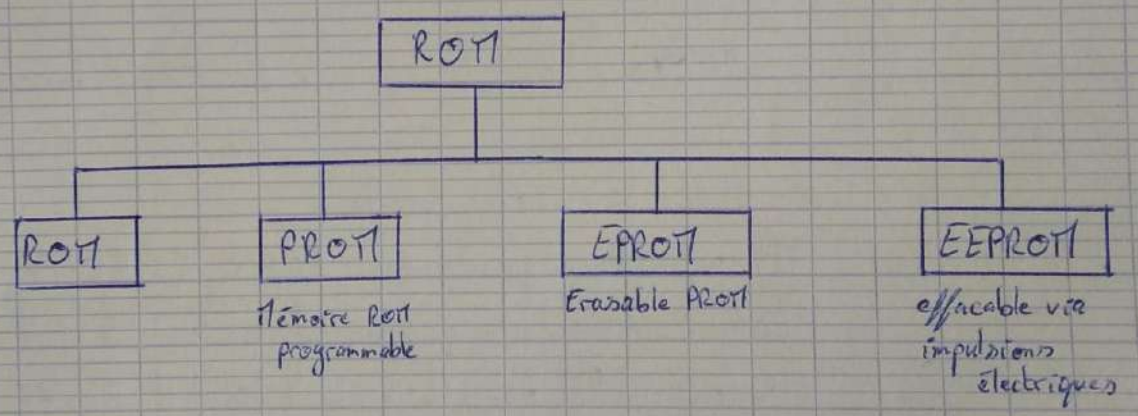 ROM
ROM
PROM
EPROM
EEPROM
Mémoire ROM
programmable
Erasable PROM
effacable via
impulsions
électriques